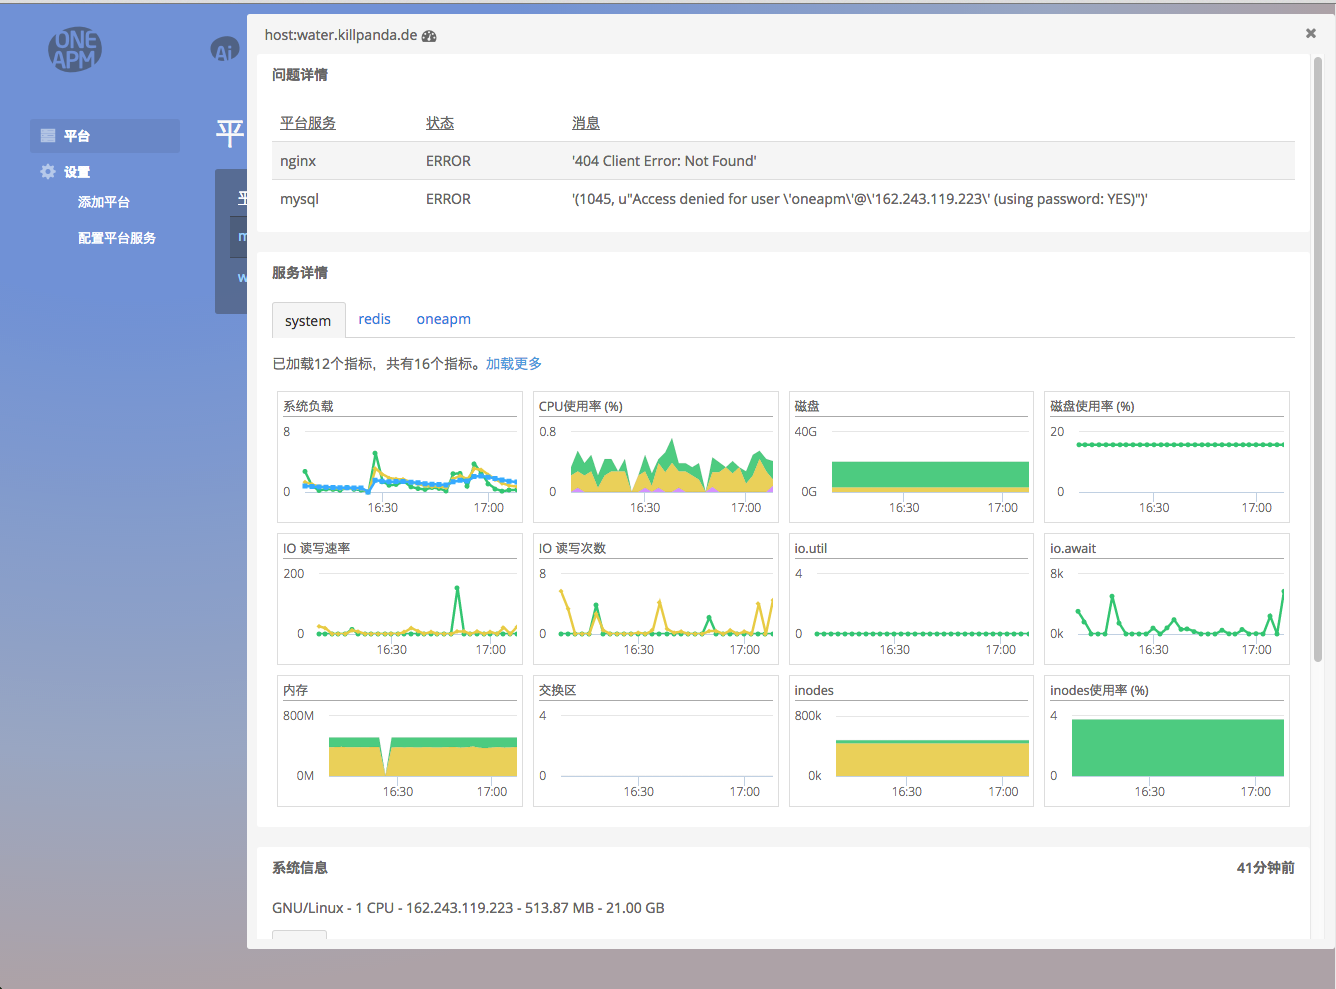 ONE
APM
Ai
平台
设置
添加平台
配置平台服务
平
host:water.killpanda.de
问题详情
平台服务 状态 消息
nginx ERROR '404 Client Error: Not Found'
mysql ERROR '(1045, u"Access denied for user \'oneapm\'@\'162.243.119.223\' (using password: YES)")'
服务详情
system redis oneapm
已加载12个指标，共有16个指标。加载更多
系统负载
8
0
16:30 17:00
CPU使用率 (%)
0.8
0
16:30 17:00
磁盘
40G
0G
16:30 17:00
磁盘使用率 (%)
20
0
16:30 17:00
IO 读写速率
200
0
16:30 17:00
IO 读写次数
8
0
16:30 17:00
io.util
4
0
16:30 17:00
io.await
8k
0k
16:30 17:00
内存
800M
0M
16:30 17:00
交换区
4
0
16:30 17:00
inodes
800k
0k
16:30 17:00
inodes使用率 (%)
4
0
16:30 17:00
系统信息 41分钟前
GNU/Linux - 1 CPU - 162.243.119.223 - 513.87 MB - 21.00 GB